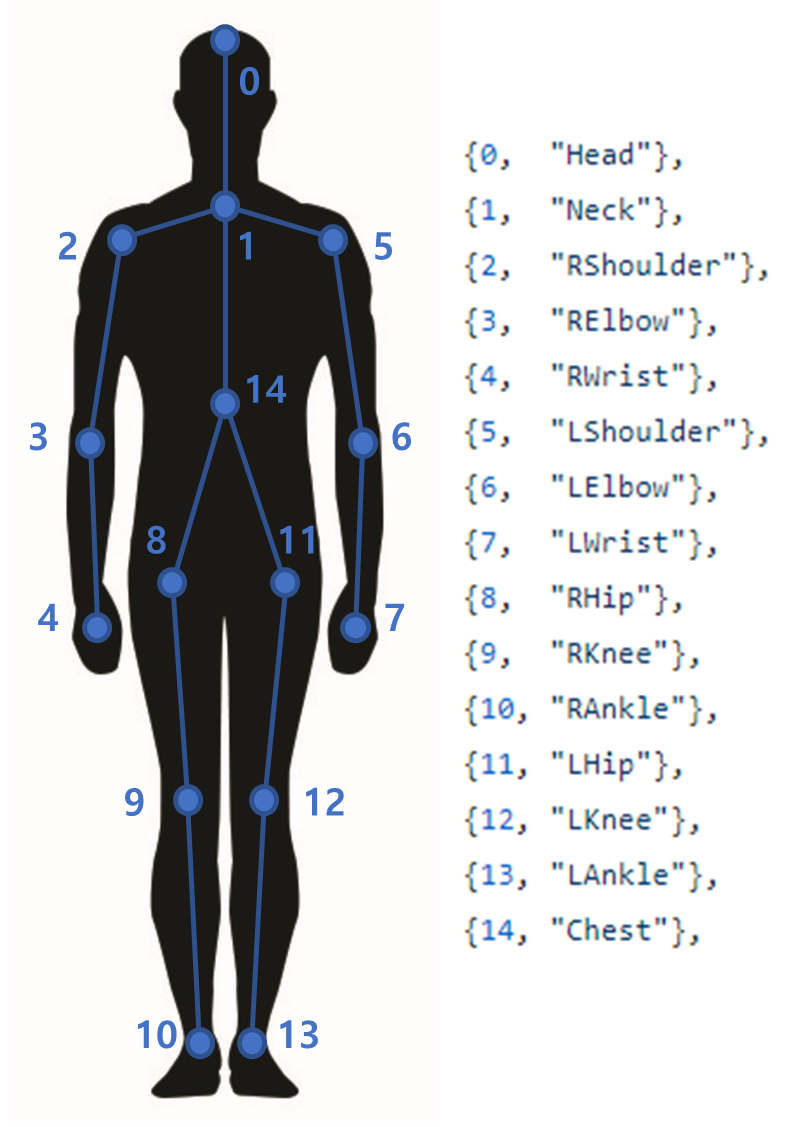 0
2
1
5
14
3
6
8
11
4
7
9
12
10
13
{0,  "Head"},
{1,  "Neck"},
{2,  "RShoulder"},
{3,  "RElbow"},
{4,  "RWrist"},
{5,  "LShoulder"},
{6,  "LElbow"},
{7,  "LWrist"},
{8,  "RHip"},
{9,  "RKnee"},
{10, "RAnkle"},
{11, "LHip"},
{12, "LKnee"},
{13, "LAnkle"},
{14, "Chest"},